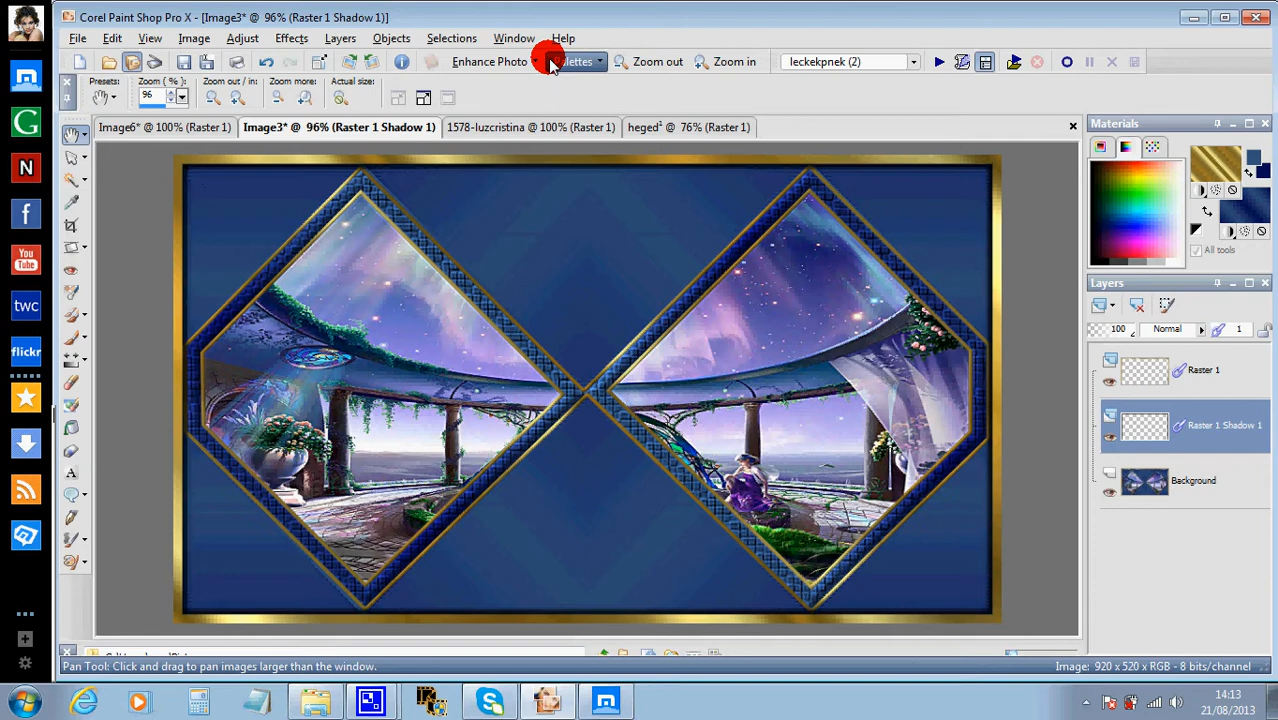 Corel Paint Shop Pro X - [Image3* @ 96% (Raster 1 Shadow 1)]
File Edit View Image Adjust Effects Layers Objects Selections Window Help
Enhance Photo Zoom out Zoom in leckekpnek (2)
Presets: Zoom ( % ): Zoom out / in: Zoom more: Actual size:
96
Image6* @ 100% (Raster 1) Image3* @ 96% (Raster 1 Shadow 1) 1578-luzcristina @ 100% (Raster 1) heged¹ @ 76% (Raster 1)
Materials
All tools
Layers
100 Normal 1
Raster 1
Raster 1 Shadow 1
Background
G
N
f
You
Tube
twc
flickr
A
Pan Tool: Click and drag to pan images larger than the window.
Image: 920 x 520 x RGB - 8 bits/channel
14:13
21/08/2013